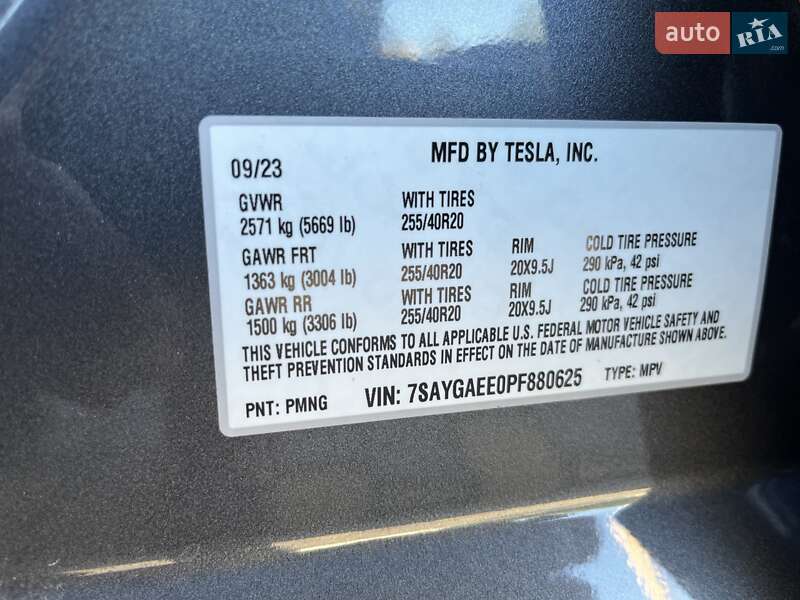 auto RIA.com
MFD BY TESLA, INC.
09/23
GVWR WITH TIRES
2571 kg (5669 lb) 255/40R20
GAWR FRT WITH TIRES RIM COLD TIRE PRESSURE
1363 kg (3004 lb) 255/40R20 20X9.5J 290 kPa, 42 psi
GAWR RR WITH TIRES RIM COLD TIRE PRESSURE
1500 kg (3306 lb) 255/40R20 20X9.5J 290 kPa, 42 psi
THIS VEHICLE CONFORMS TO ALL APPLICABLE U.S. FEDERAL MOTOR VEHICLE SAFETY AND
THEFT PREVENTION STANDARDS IN EFFECT ON THE DATE OF MANUFACTURE SHOWN ABOVE.
PNT: PMNG VIN: 7SAYGAEE0PF880625 TYPE: MPV